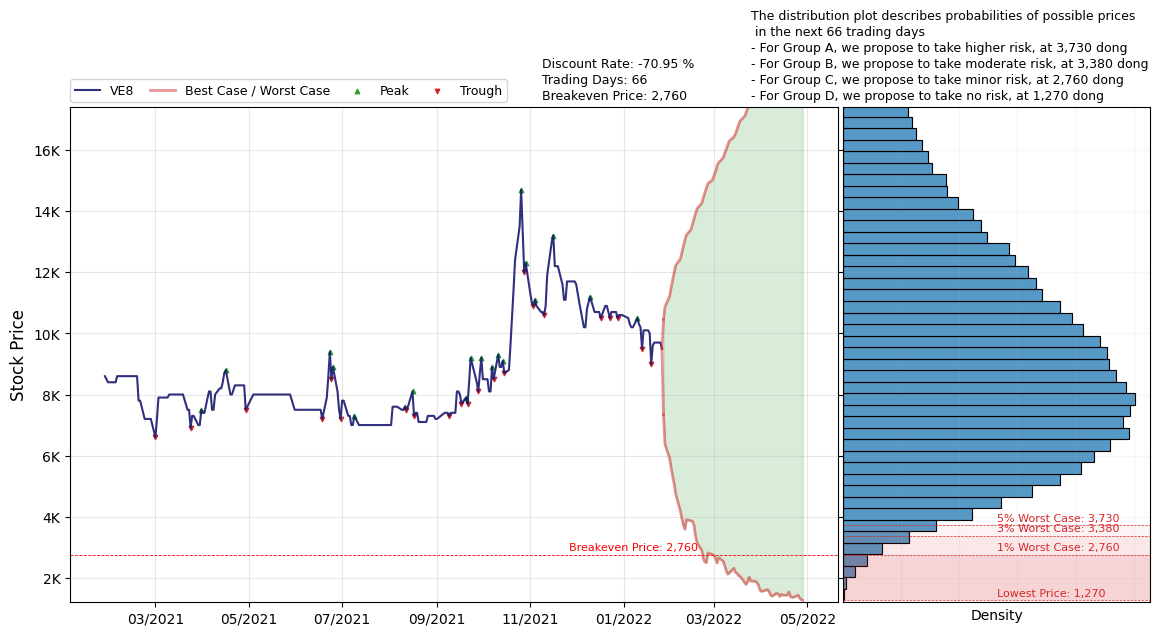 The distribution plot describes probabilities of possible prices
in the next 66 trading days
- For Group A, we propose to take higher risk, at 3,730 dong
- For Group B, we propose to take moderate risk, at 3,380 dong
- For Group C, we propose to take minor risk, at 2,760 dong
- For Group D, we propose to take no risk, at 1,270 dong
Discount Rate: -70.95 %
Trading Days: 66
Breakeven Price: 2,760
VE8
Best Case / Worst Case
Peak
Trough
Stock Price
16K
14K
12K
10K
8K
6K
4K
2K
Breakeven Price: 2,760
03/2021
05/2021
07/2021
09/2021
11/2021
01/2022
03/2022
05/2022
5% Worst Case: 3,730
3% Worst Case: 3,380
1% Worst Case: 2,760
Lowest Price: 1,270
Density